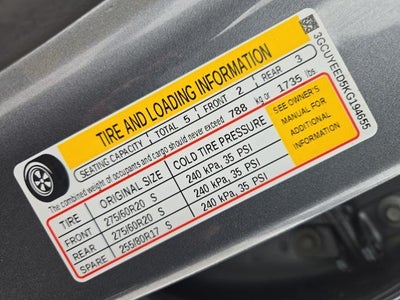 TIRE AND LOADING INFORMATION
SEATING CAPACITY TOTAL 5 FRONT 2 REAR 3
The combined weight of occupants and cargo should never exceed 788 kg or 1735 lbs
TIRE ORIGINAL SIZE COLD TIRE PRESSURE
FRONT 275/60R20 S 240 kPa, 35 PSI
REAR 275/60R20 S 240 kPa, 35 PSI
SPARE 255/80R17 S 240 kPa, 35 PSI
SEE OWNER'S
MANUAL FOR
ADDITIONAL
INFORMATION
3GCUYEED5KG194655